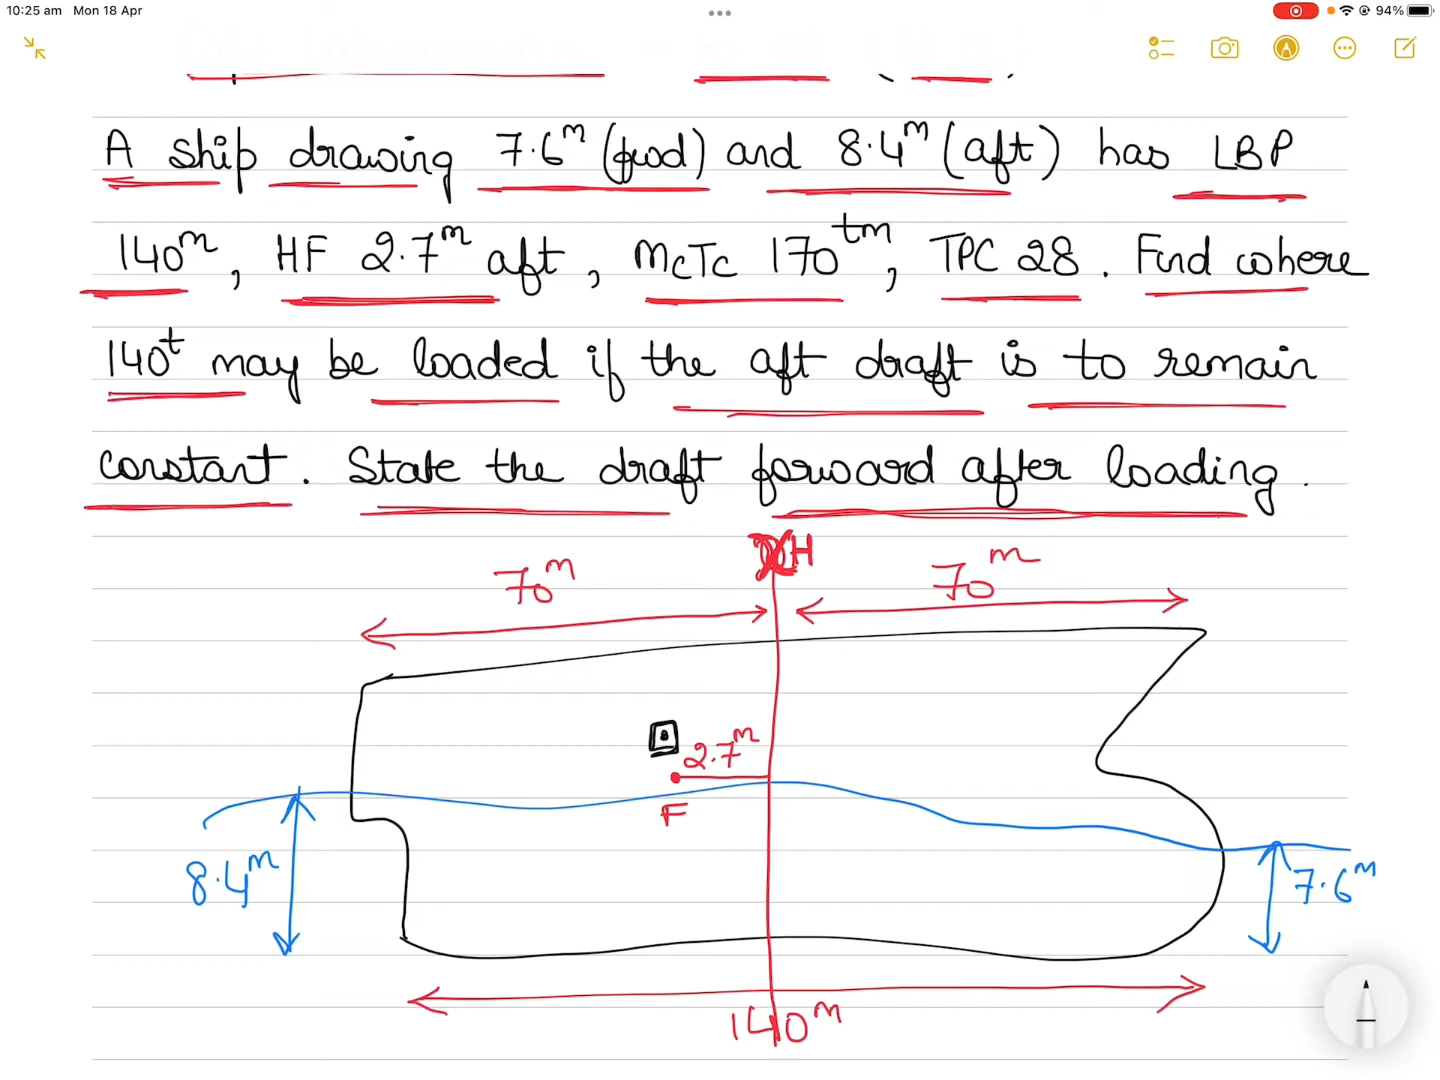 10:25 am Mon 18 Apr
94%
A ship drawing 7.6m (fwd) and 8.4m (aft) has LBP
140m, HF 2.7m aft, MCTC 170tm, TPC 28. Find where
140t may be loaded if the aft draft is to remain
constant. State the draft forward after loading.
H
70m
70m
2.7m
F
8.4m
7.6m
140m